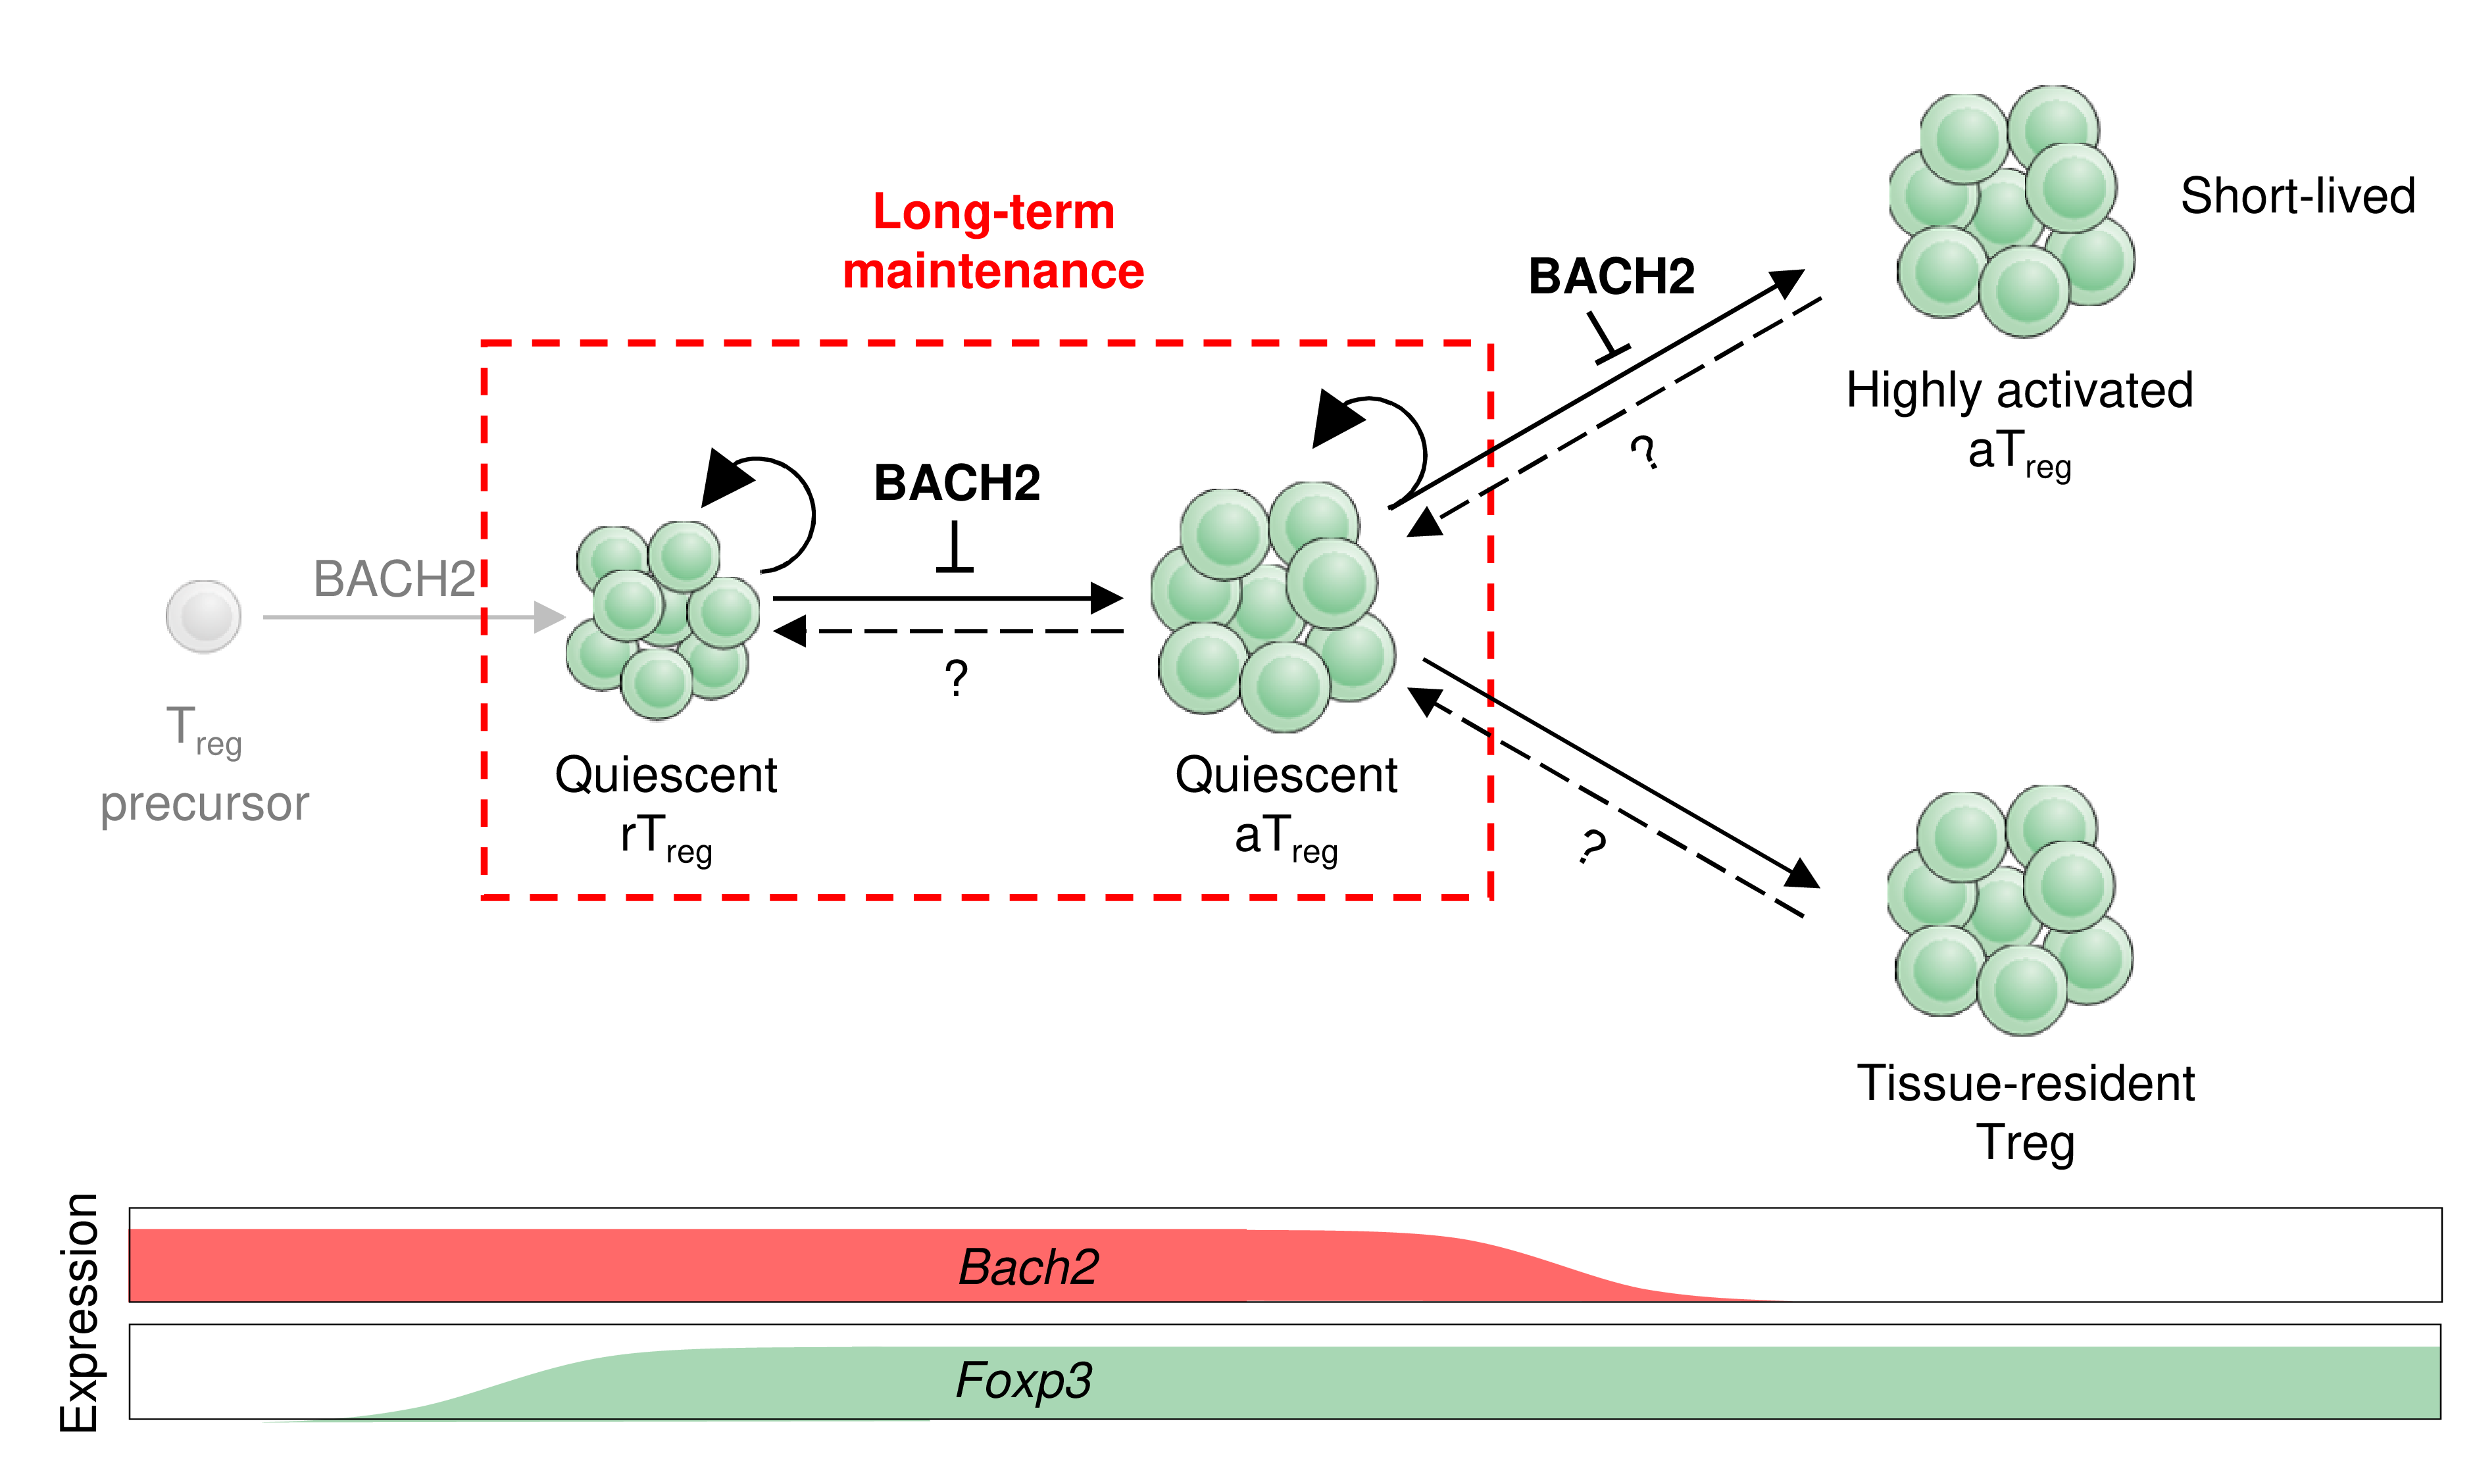 Long-term
maintenance
BACH2
Short-lived
Highly activated
aTreg
?
BACH2
BACH2
?
Treg
precursor
Quiescent
rTreg
Quiescent
aTreg
?
Tissue-resident
Treg
Expression
Bach2
Foxp3